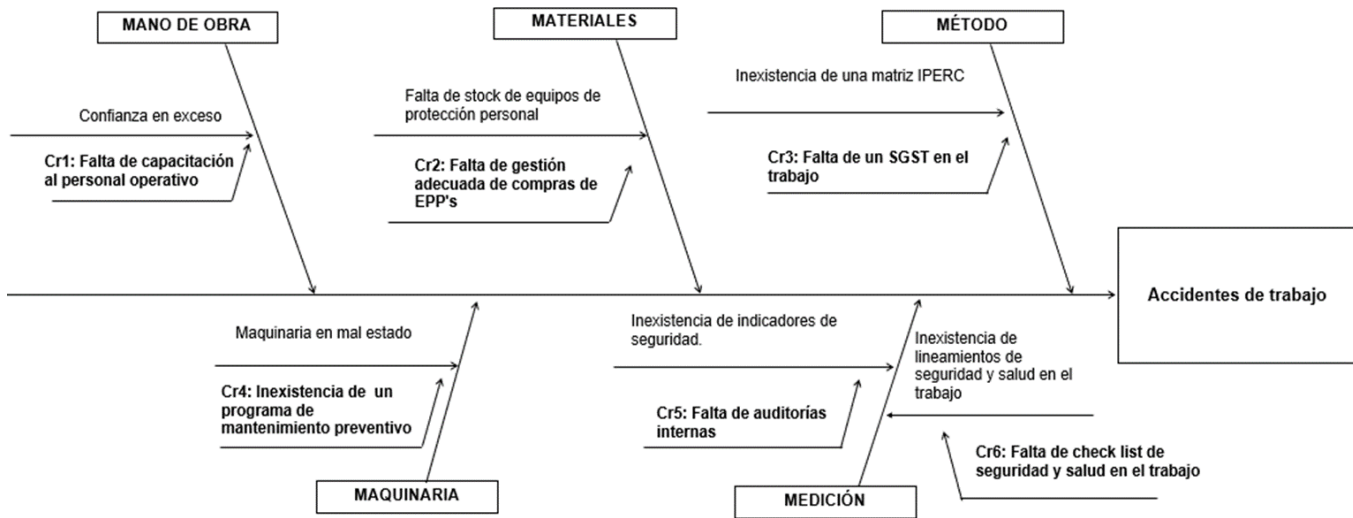 MANO DE OBRA
MATERIALES
MÉTODO
Confianza en exceso
Cr1: Falta de capacitación
al personal operativo
Falta de stock de equipos de
protección personal
Cr2: Falta de gestión
adecuada de compras de
EPP's
Inexistencia de una matriz IPERC
Cr3: Falta de un SGST en el
trabajo
Accidentes de trabajo
Maquinaria en mal estado
Cr4: Inexistencia de un
programa de
mantenimiento preventivo
Inexistencia de indicadores de
seguridad.
Cr5: Falta de auditorías
internas
Inexistencia de
lineamientos de
seguridad y salud en el
trabajo
Cr6: Falta de check list de
seguridad y salud en el trabajo
MAQUINARIA
MEDICIÓN